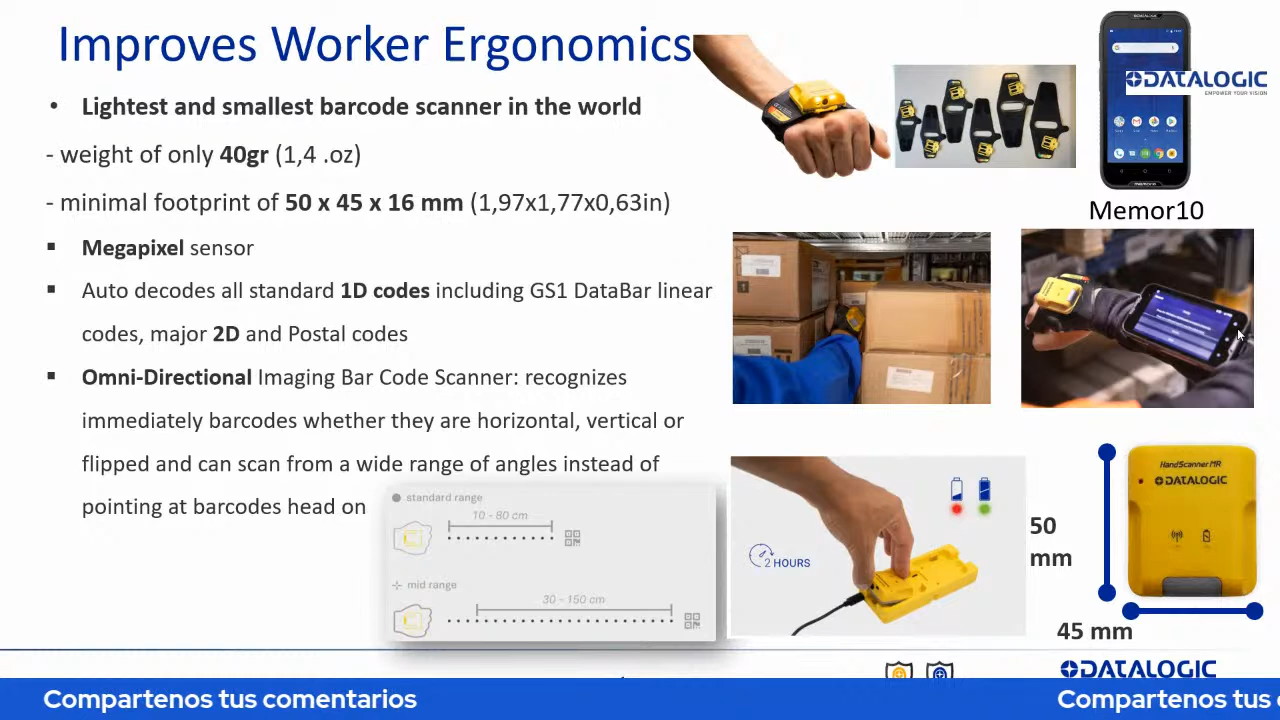 Improves Worker Ergonomics
• Lightest and smallest barcode scanner in the world
- weight of only 40gr (1,4 .oz)
- minimal footprint of 50 x 45 x 16 mm (1,97x1,77x0,63in)
▪ Megapixel sensor
▪ Auto decodes all standard 1D codes including GS1 DataBar linear
codes, major 2D and Postal codes
▪ Omni-Directional Imaging Bar Code Scanner: recognizes
immediately barcodes whether they are horizontal, vertical or
flipped and can scan from a wide range of angles instead of
pointing at barcodes head on
standard range
10 - 80 cm
mid range
30 - 150 cm
DATALOGIC
EMPOWER YOUR VISION
Memor10
2 HOURS
HandScanner MR
DATALOGIC
50
mm
45 mm
DATALOGIC
Compartenos tus comentarios
Compartenos tus